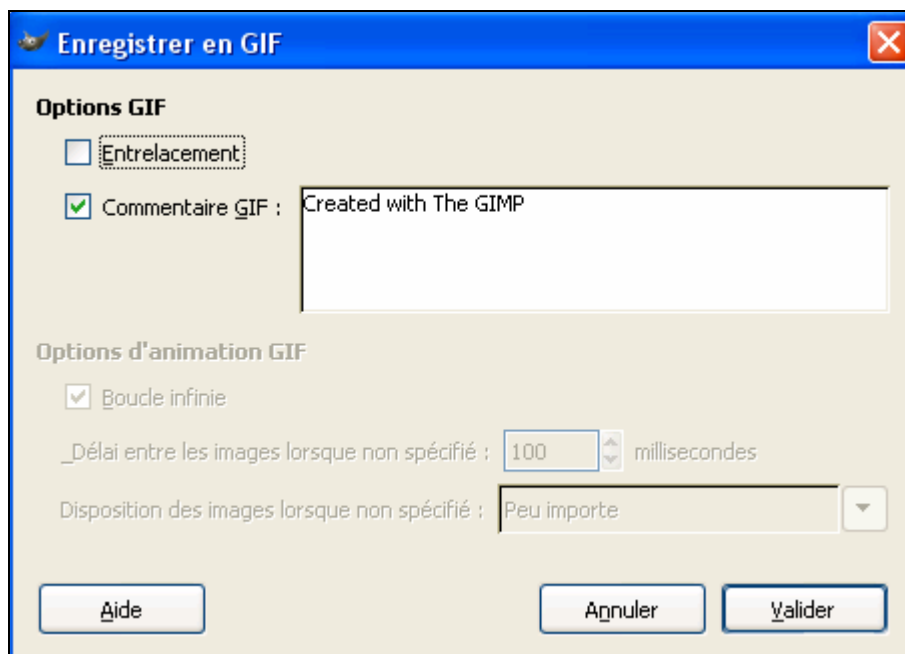 Enregistrer en GIF
Options GIF
Entrelacement
Commentaire GIF : Created with The GIMP
Options d'animation GIF
Boucle infinie
_Délai entre les images lorsque non spécifié : 100 millisecondes
Disposition des images lorsque non spécifié : Peu importe
Aide Annuler Valider